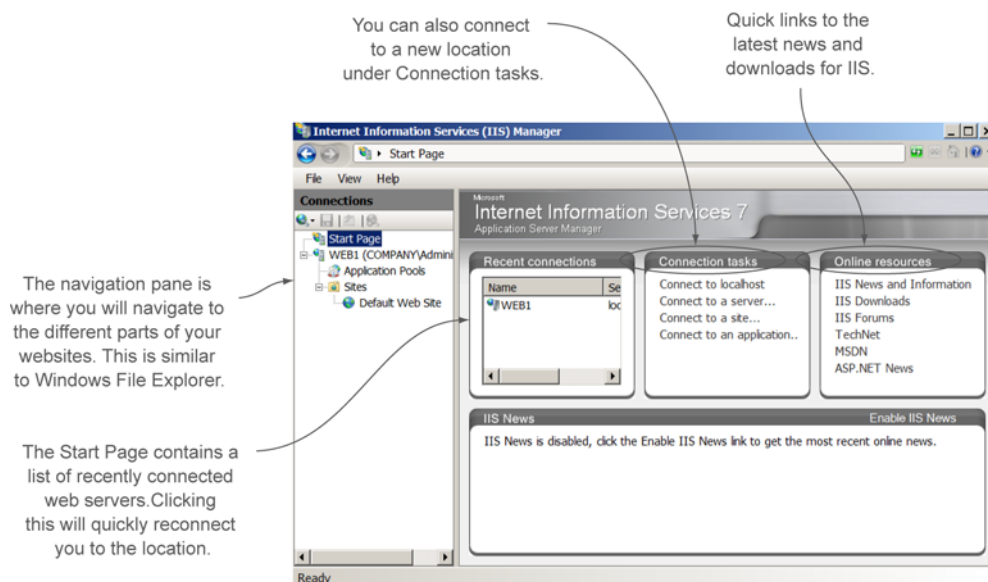 You can also connect
to a new location
under Connection tasks.
Quick links to the
latest news and
downloads for IIS.
Internet Information Services (IIS) Manager
Start Page
File View Help
Connections
Start Page
WEB1 (COMPANY\Admini
Application Pools
Sites
Default Web Site
Microsoft
Internet Information Services 7
Application Server Manager
Recent connections
Name Se
WEB1 loc
Connection tasks
Connect to localhost
Connect to a server...
Connect to a site...
Connect to an application..
Online resources
IIS News and Information
IIS Downloads
IIS Forums
TechNet
MSDN
ASP.NET News
IIS News Enable IIS News
IIS News is disabled, click the Enable IIS News link to get the most recent online news.
Ready
The navigation pane is
where you will navigate to
the different parts of your
websites. This is similar
to Windows File Explorer.
The Start Page contains a
list of recently connected
web servers.Clicking
this will quickly reconnect
you to the location.